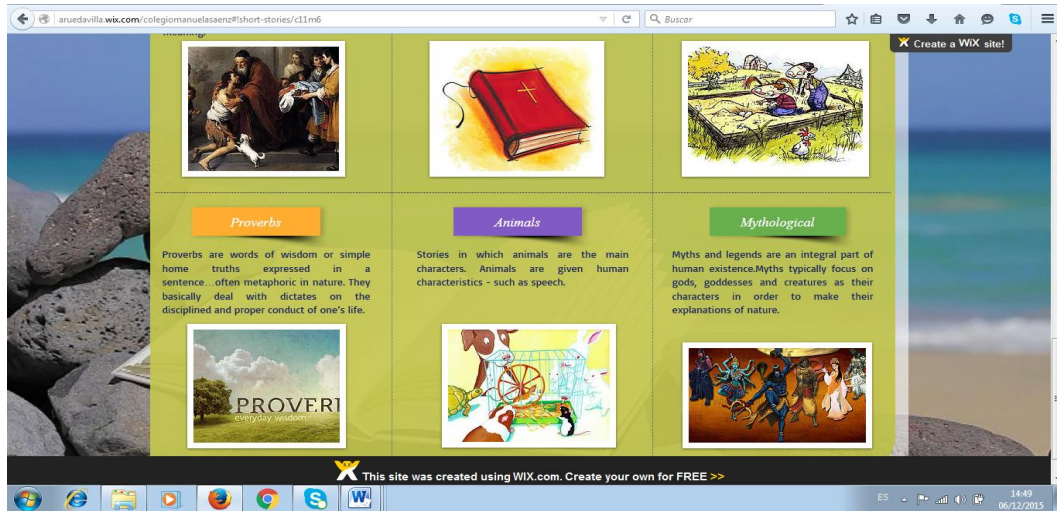 aruedavilla.wix.com/colegiomanuelasaenz#!short-stories/c11m6
Buscar
meaning.
Create a WiX site!
Proverbs
Proverbs are words of wisdom or simple
home truths expressed in a
sentence...often metaphoric in nature. They
basically deal with dictates on the
disciplined and proper conduct of one's life.
Animals
Stories in which animals are the main
characters. Animals are given human
characteristics - such as speech.
Mythological
Myths and legends are an integral part of
human existence.Myths typically focus on
gods, goddesses and creatures as their
characters in order to make their
explanations of nature.
PROVERI
everyday wisdom
This site was created using WIX.com. Create your own for FREE >>
ES
14:49
06/12/2015